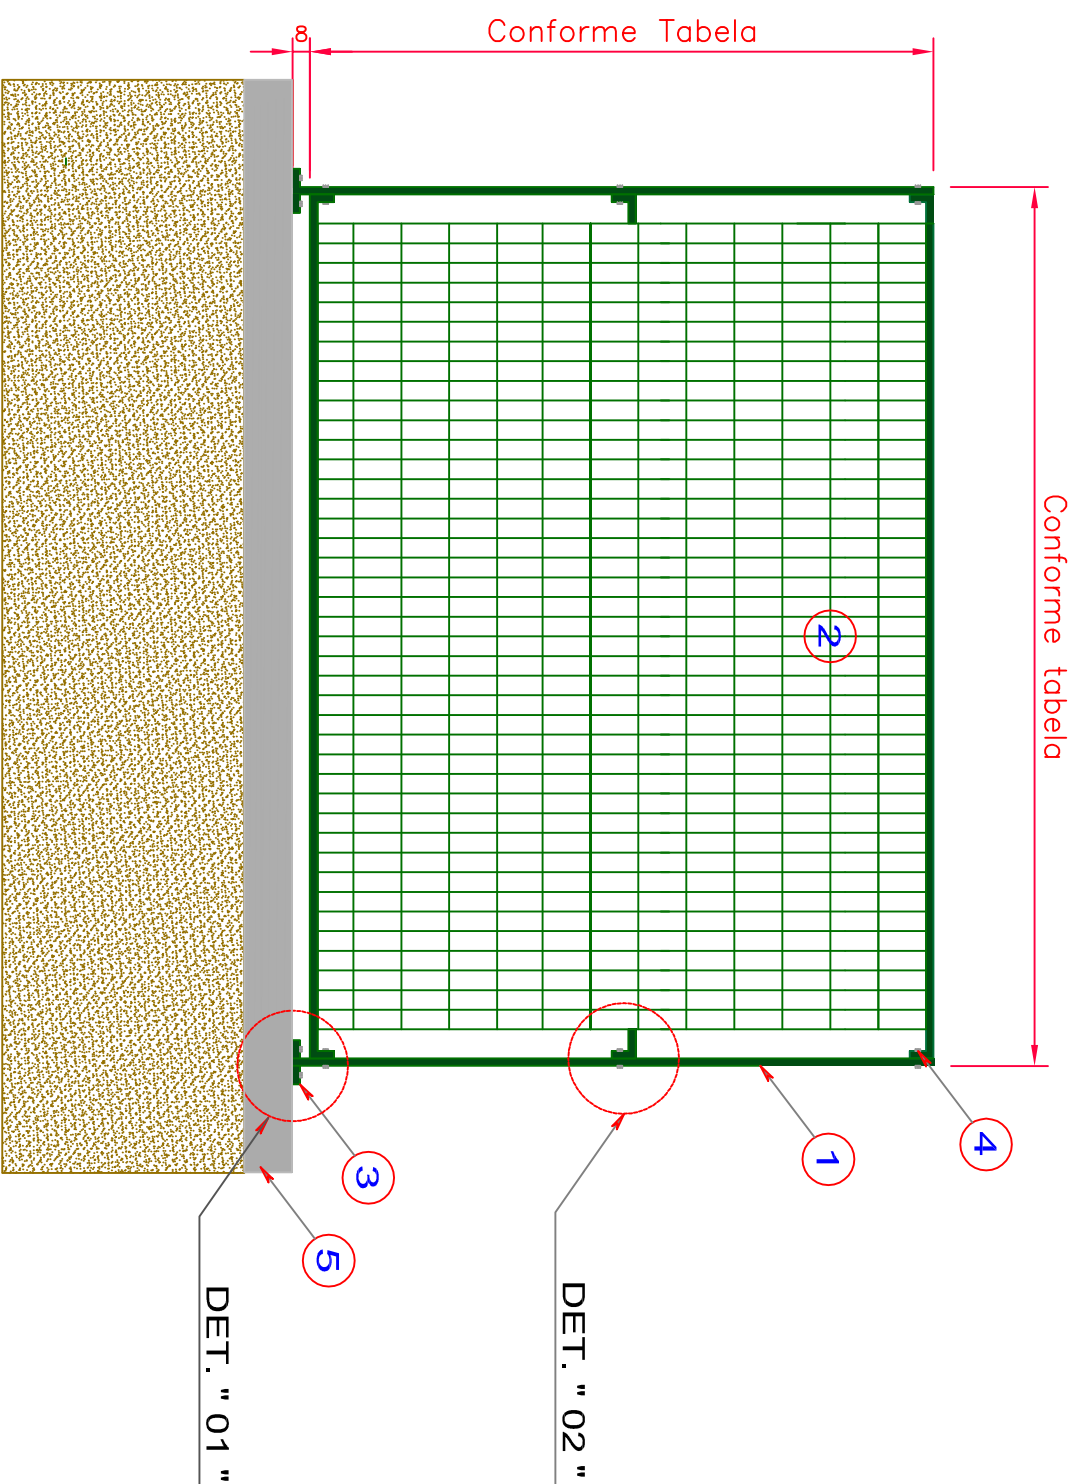 8
Conforme Tabela
Conforme tabela
2
4
1
3
5
DET. " 02 "
DET. " 01 "